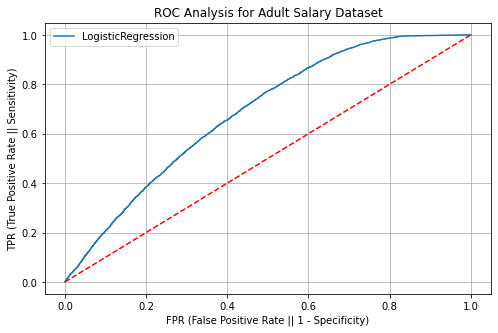 ROC Analysis for Adult Salary Dataset
LogisticRegression
TPR (True Positive Rate || Sensitivity)
1.0
0.8
0.6
0.4
0.2
0.0
0.0 0.2 0.4 0.6 0.8 1.0
FPR (False Positive Rate || 1 - Specificity)